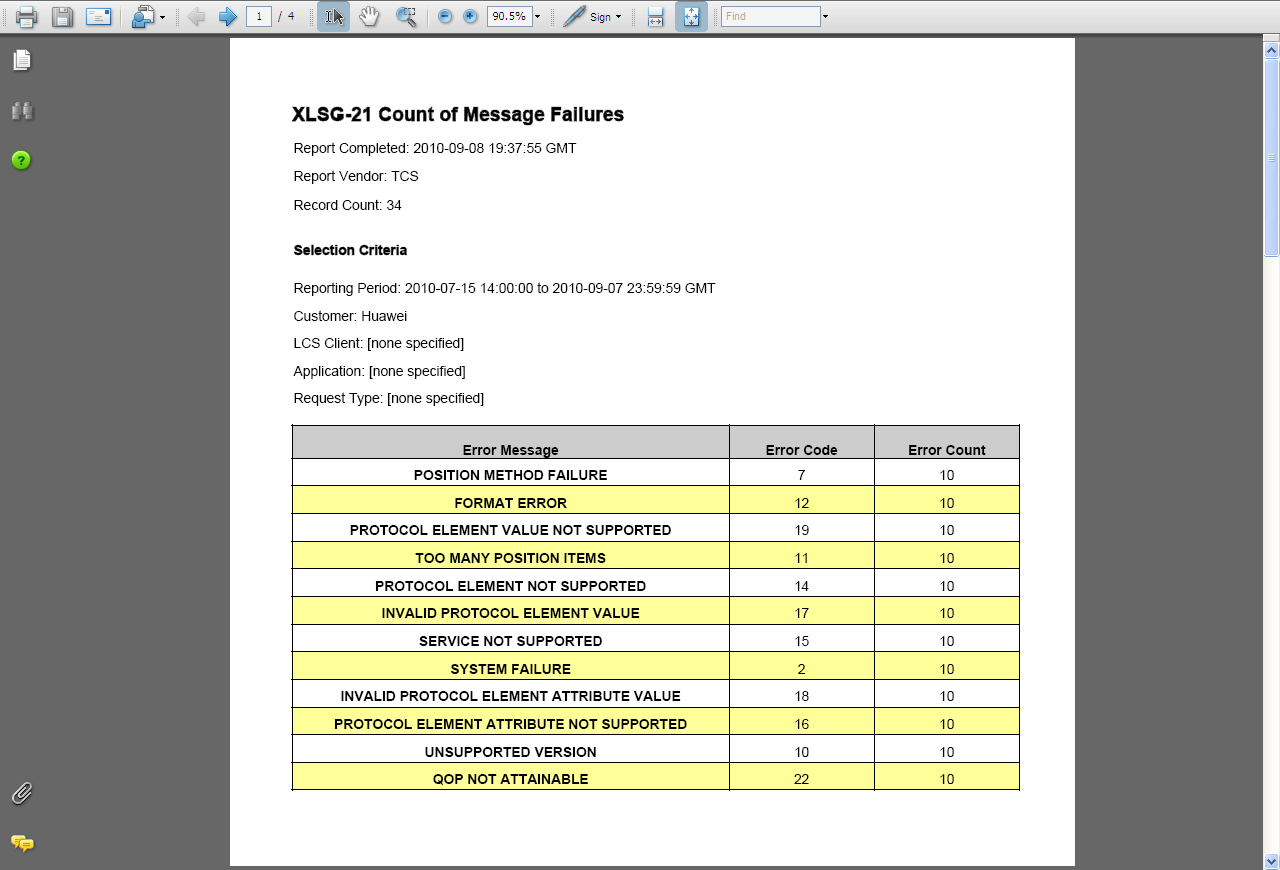 1 / 4 90.5% Sign Find
XLSG-21 Count of Message Failures
Report Completed: 2010-09-08 19:37:55 GMT
Report Vendor: TCS
Record Count: 34
Selection Criteria
Reporting Period: 2010-07-15 14:00:00 to 2010-09-07 23:59:59 GMT
Customer: Huawei
LCS Client: [none specified]
Application: [none specified]
Request Type: [none specified]
Error Message Error Code Error Count
POSITION METHOD FAILURE 7 10
FORMAT ERROR 12 10
PROTOCOL ELEMENT VALUE NOT SUPPORTED 19 10
TOO MANY POSITION ITEMS 11 10
PROTOCOL ELEMENT NOT SUPPORTED 14 10
INVALID PROTOCOL ELEMENT VALUE 17 10
SERVICE NOT SUPPORTED 15 10
SYSTEM FAILURE 2 10
INVALID PROTOCOL ELEMENT ATTRIBUTE VALUE 18 10
PROTOCOL ELEMENT ATTRIBUTE NOT SUPPORTED 16 10
UNSUPPORTED VERSION 10 10
QOP NOT ATTAINABLE 22 10